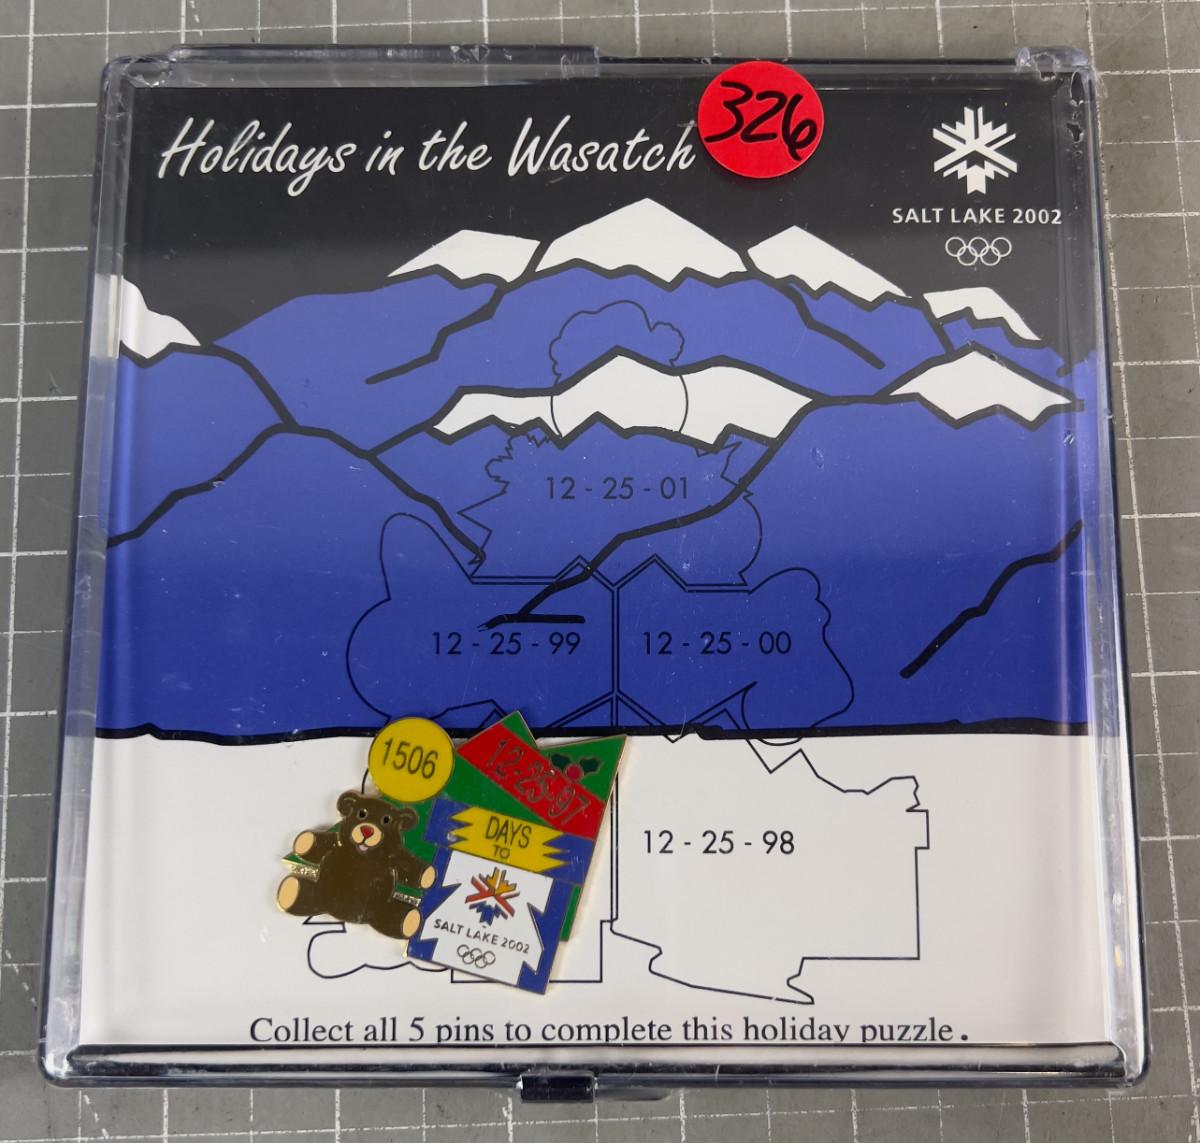 Holidays in the Wasatch
326
SALT LAKE 2002
12 - 25 - 01
12 - 25 - 99
12 - 25 - 00
1506
12-25-97
DAYS
TO
SALT LAKE 2002
12 - 25 - 98
Collect all 5 pins to complete this holiday puzzle.